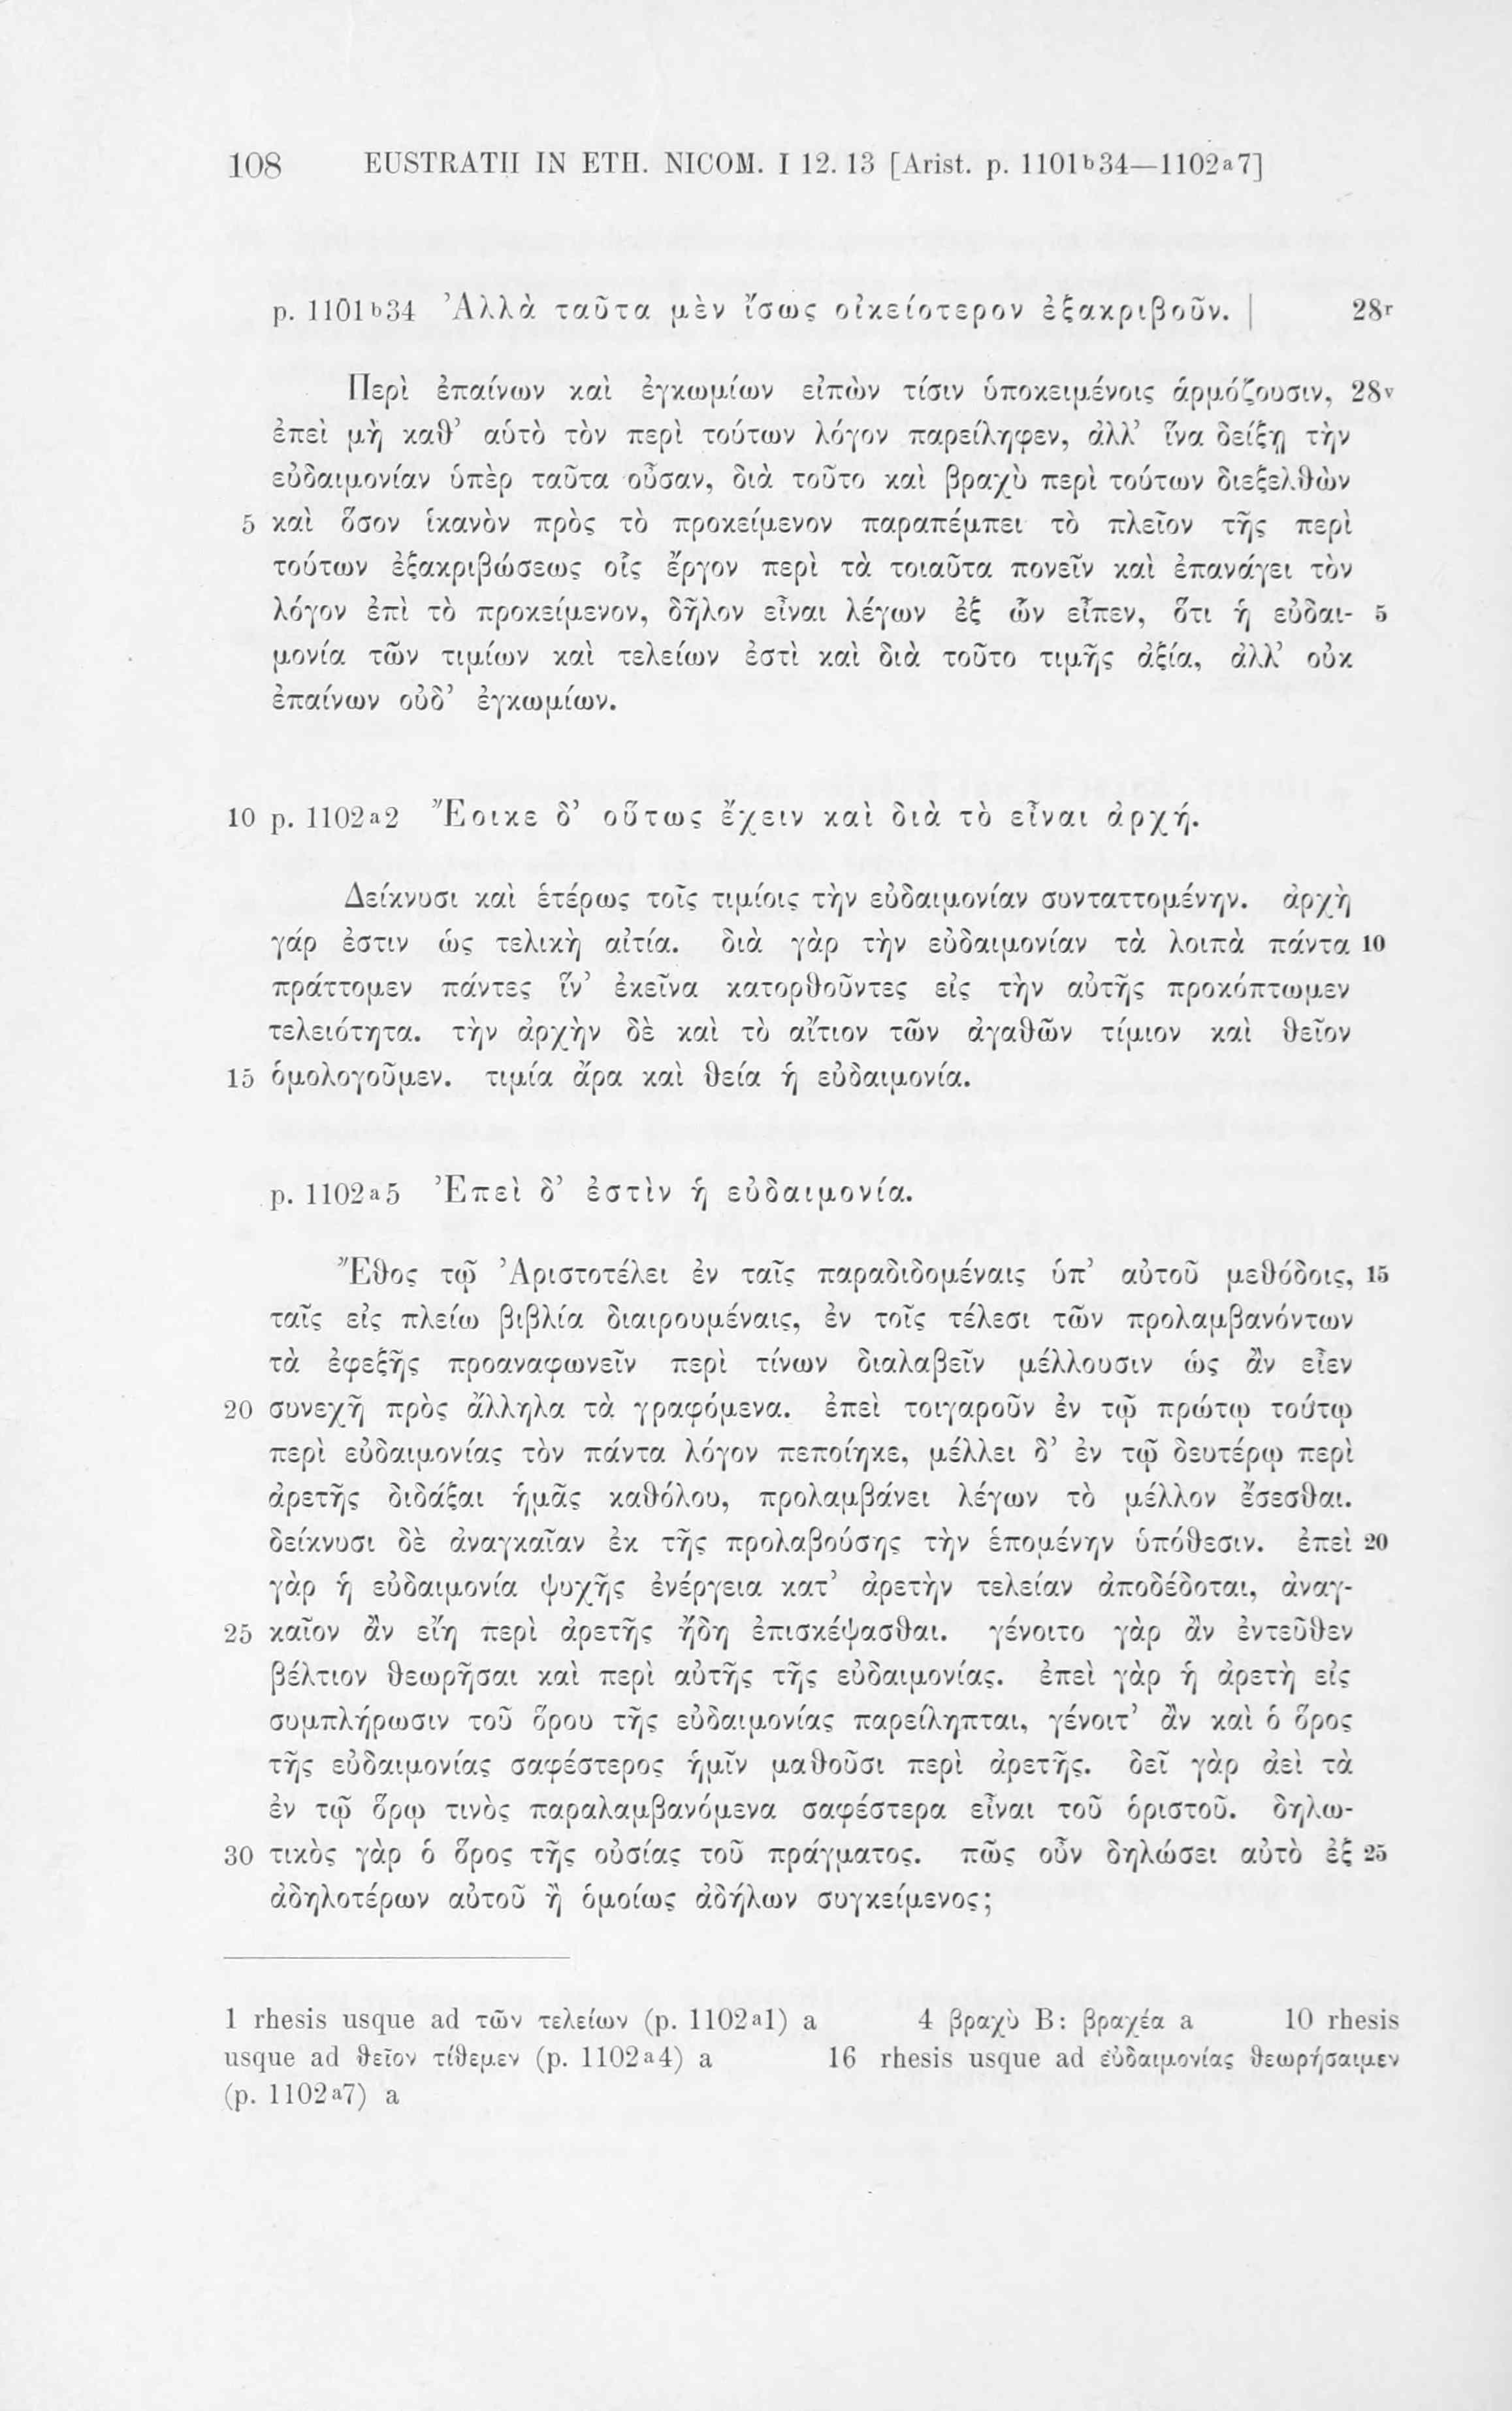 108 EUSTRATII IN ETH. NICOM. I 12. 13 [Arist. p. 1101ᵇ34—1102ᵃ7]
p. 1101ᵇ34 Ἀλλὰ ταῦτα μὲν ἴσως οἰκειότερον ἐξακριβοῦν. | 28ʳ
Περὶ ἐπαίνων καὶ ἐγκωμίων εἰπὼν τίσιν ὑποκειμένοις ἁρμόζουσιν, 28ᵛ
ἐπεὶ μὴ καθ’ αὑτὸ τὸν περὶ τούτων λόγον παρείληφεν, ἀλλ’ ἵνα δείξῃ τὴν
εὐδαιμονίαν ὑπὲρ ταῦτα οὖσαν, διὰ τοῦτο καὶ βραχὺ περὶ τούτων διεξελθὼν
5 καὶ ὅσον ἱκανὸν πρὸς τὸ προκείμενον παραπέμπει τὸ πλεῖον τῆς περὶ
τούτων ἐξακριβώσεως οἷς ἔργον περὶ τὰ τοιαῦτα πονεῖν καὶ ἐπανάγει τὸν
λόγον ἐπὶ τὸ προκείμενον, δῆλον εἶναι λέγων ἐξ ὧν εἶπεν, ὅτι ἡ εὐδαι- 5
μονία τῶν τιμίων καὶ τελείων ἐστὶ καὶ διὰ τοῦτο τιμῆς ἀξία, ἀλλ’ οὐκ
ἐπαίνων οὐδ’ ἐγκωμίων.
10 p. 1102ᵃ2 Ἔοικε δ’ οὕτως ἔχειν καὶ διὰ τὸ εἶναι ἀρχή.
Δείκνυσι καὶ ἑτέρως τοῖς τιμίοις τὴν εὐδαιμονίαν συνταττομένην. ἀρχὴ
γάρ ἐστιν ὡς τελικὴ αἰτία. διὰ γὰρ τὴν εὐδαιμονίαν τὰ λοιπὰ πάντα 10
πράττομεν πάντες ἵν’ ἐκεῖνα κατορθοῦντες εἰς τὴν αὐτῆς προκόπτωμεν
τελειότητα. τὴν ἀρχὴν δὲ καὶ τὸ αἴτιον τῶν ἀγαθῶν τίμιον καὶ θεῖον
15 ὁμολογοῦμεν. τιμία ἄρα καὶ θεία ἡ εὐδαιμονία.
p. 1102ᵃ5 Ἐπεὶ δ’ ἐστὶν ἡ εὐδαιμονία.
Ἔθος τῷ Ἀριστοτέλει ἐν ταῖς παραδιδομέναις ὑπ’ αὐτοῦ μεθόδοις, 15
ταῖς εἰς πλείω βιβλία διαιρουμέναις, ἐν τοῖς τέλεσι τῶν προλαμβανόντων
τὰ ἐφεξῆς προαναφωνεῖν περὶ τίνων διαλαβεῖν μέλλουσιν ὡς ἂν εἶεν
20 συνεχῆ πρὸς ἄλληλα τὰ γραφόμενα. ἐπεὶ τοιγαροῦν ἐν τῷ πρώτῳ τούτῳ
περὶ εὐδαιμονίας τὸν πάντα λόγον πεποίηκε, μέλλει δ’ ἐν τῷ δευτέρῳ περὶ
ἀρετῆς διδάξαι ἡμᾶς καθόλου, προλαμβάνει λέγων τὸ μέλλον ἔσεσθαι.
δείκνυσι δὲ ἀναγκαῖαν ἐκ τῆς προλαβούσης τὴν ἑπομένην ὑπόθεσιν. ἐπεὶ 20
γὰρ ἡ εὐδαιμονία ψυχῆς ἐνέργεια κατ’ ἀρετὴν τελείαν ἀποδέδοται, ἀναγ-
25 καῖον ἂν εἴη περὶ ἀρετῆς ἤδη ἐπισκέψασθαι. γένοιτο γὰρ ἂν ἐντεῦθεν
βέλτιον θεωρῆσαι καὶ περὶ αὐτῆς τῆς εὐδαιμονίας. ἐπεὶ γὰρ ἡ ἀρετὴ εἰς
συμπλήρωσιν τοῦ ὅρου τῆς εὐδαιμονίας παρείληπται, γένοιτ’ ἂν καὶ ὁ ὅρος
τῆς εὐδαιμονίας σαφέστερος ἡμῖν μαθοῦσι περὶ ἀρετῆς. δεῖ γὰρ ἀεὶ τὰ
ἐν τῷ ὅρῳ τινὸς παραλαμβανόμενα σαφέστερα εἶναι τοῦ ὁριστοῦ. δηλω-
30 τικὸς γὰρ ὁ ὅρος τῆς οὐσίας τοῦ πράγματος. πῶς οὖν δηλώσει αὐτὸ ἐξ 25
ἀδηλοτέρων αὐτοῦ ἢ ὁμοίως ἀδήλων συγκείμενος;
1 rhesis usque ad τῶν τελείων (p. 1102ᵃ1) a 4 βραχὺ B: βραχέα a 10 rhesis
usque ad θεῖον τίθεμεν (p. 1102ᵃ4) a 16 rhesis usque ad εὐδαιμονίας θεωρήσαιμεν
(p. 1102ᵃ7) a